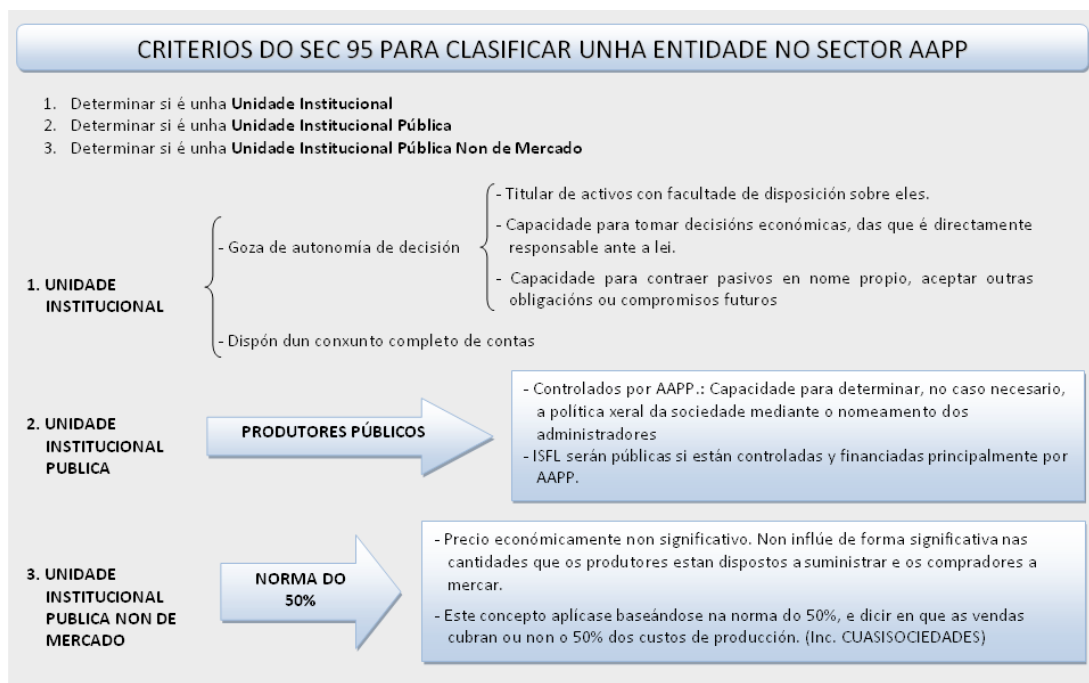 CRITERIOS DO SEC 95 PARA CLASIFICAR UNHA ENTIDADE NO SECTOR AAPP
1. Determinar si é unha Unidade Institucional
2. Determinar si é unha Unidade Institucional Pública
3. Determinar si é unha Unidade Institucional Pública Non de Mercado
1. UNIDADE
INSTITUCIONAL
- Goza de autonomía de decisión
- Titular de activos con facultade de disposición sobre eles.
- Capacidade para tomar decisións económicas, das que é directamente
responsable ante a lei.
- Capacidade para contraer pasivos en nome propio, aceptar outras
obligacións ou compromisos futuros
- Dispón dun conxunto completo de contas
2. UNIDADE
INSTITUCIONAL
PUBLICA
PRODUTORES PÚBLICOS
- Controlados por AAPP.: Capacidade para determinar, no caso necesario,
a política xeral da sociedade mediante o nomeamento dos
administradores
- ISFL serán públicas si están controladas y financiadas principalmente por
AAPP.
3. UNIDADE
INSTITUCIONAL
PUBLICA NON DE
MERCADO
NORMA DO
50%
- Precio económicamente non significativo. Non inflúe de forma significativa nas
cantidades que os produtores estan dispostos a suministrar e os compradores a
mercar.
- Este concepto aplícase baseándose na norma do 50%, e dicir en que as vendas
cubran ou non o 50% dos custos de producción. (Inc. CUASISOCIEDADES)